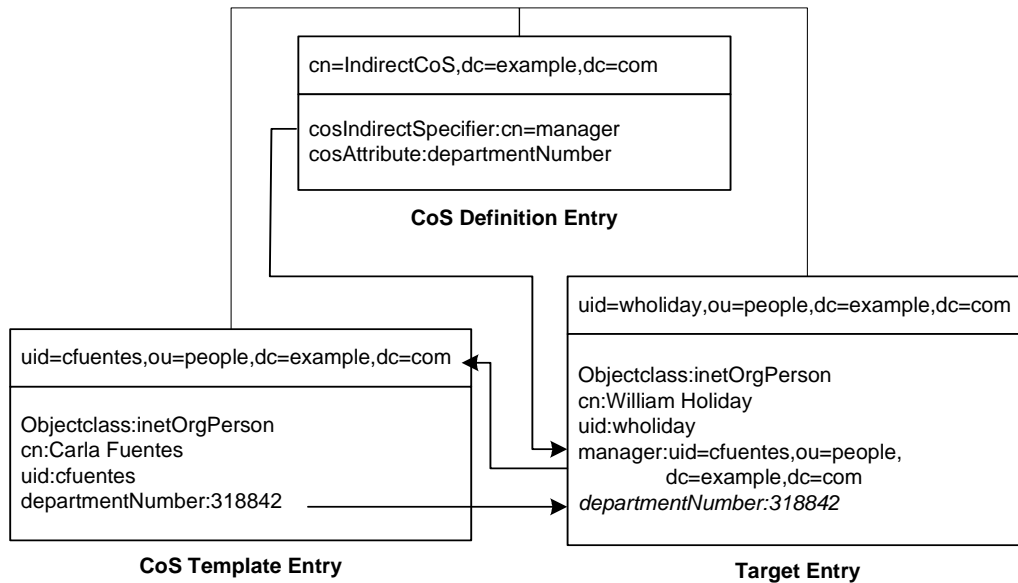 cn=IndirectCoS,dc=example,dc=com
cosIndirectSpecifier:cn=manager
cosAttribute:departmentNumber
CoS Definition Entry
uid=cfuentes,ou=people,dc=example,dc=com
Objectclass:inetOrgPerson
cn:Carla Fuentes
uid:cfuentes
departmentNumber:318842
CoS Template Entry
uid=wholiday,ou=people,dc=example,dc=com
Objectclass:inetOrgPerson
cn:William Holiday
uid:wholiday
manager:uid=cfuentes,ou=people,
dc=example,dc=com
departmentNumber:318842
Target Entry